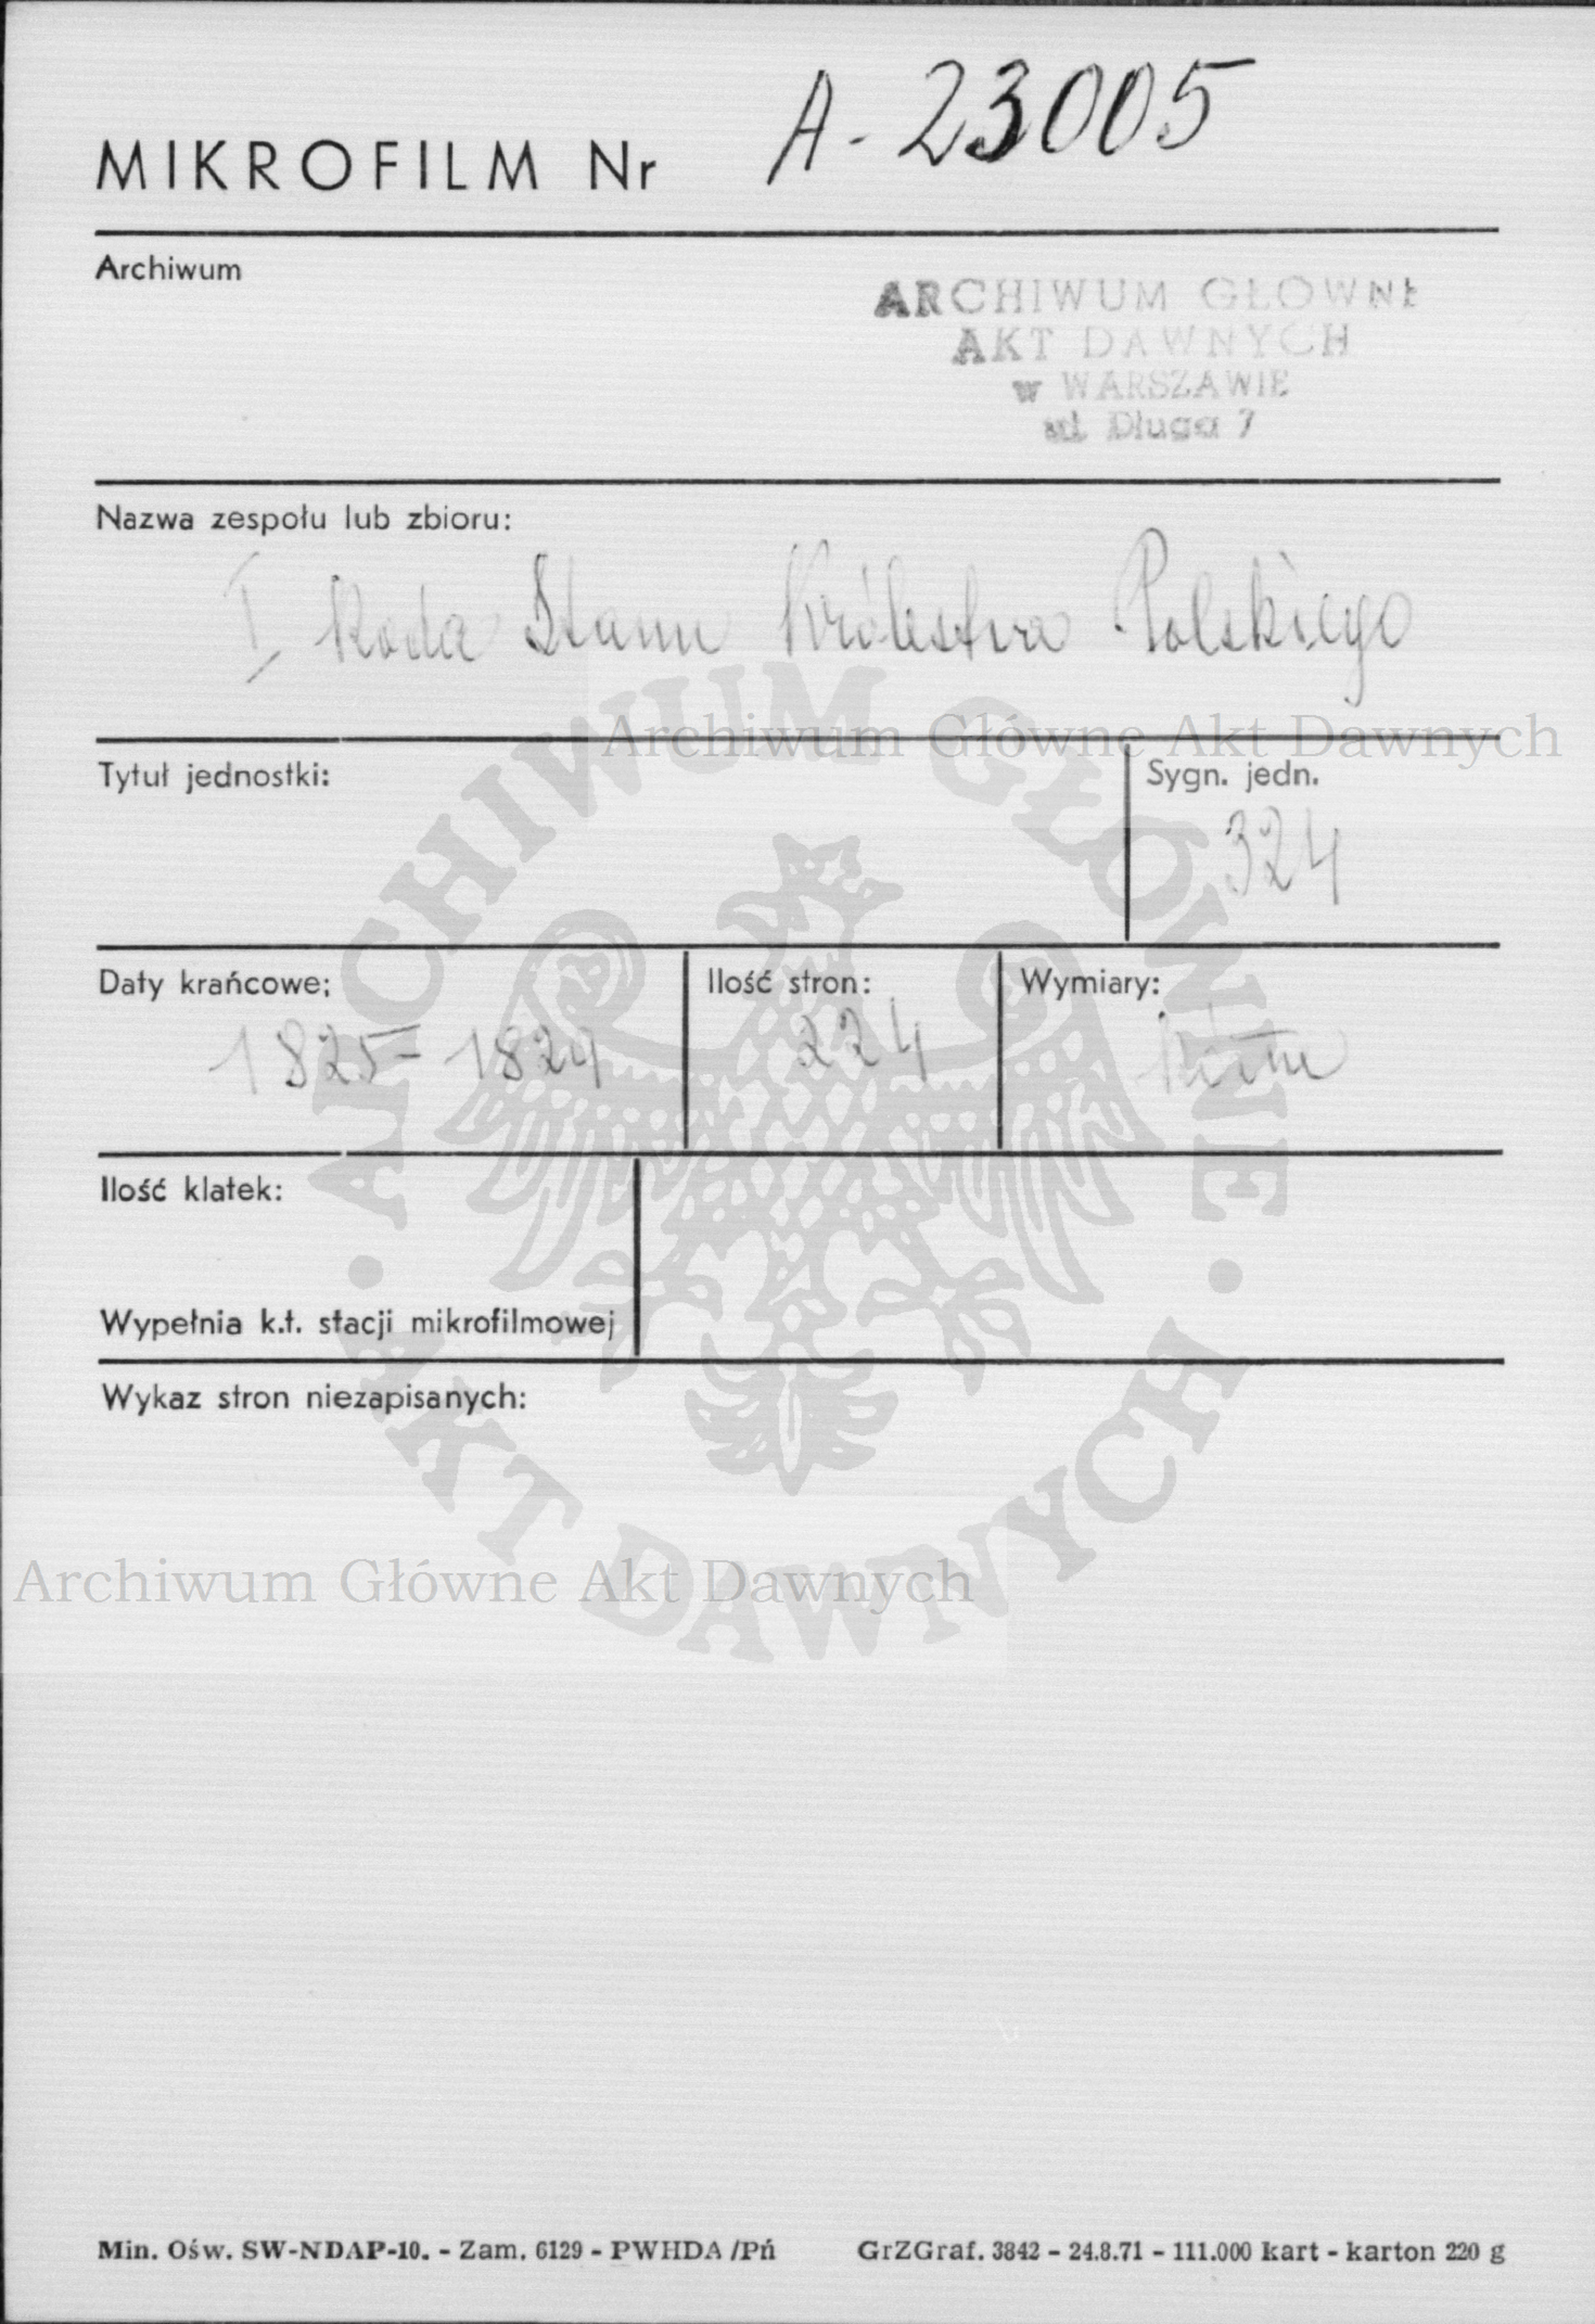 MIKROFILM Nr A-23005
Archiwum
ARCHIWUM GŁÓWNE
AKT DAWNYCH
w WARSZAWIE
ul. Długa 7
Nazwa zespołu lub zbioru:
I Rada Stanu Królestwa Polskiego
Archiwum Główne Akt Dawnych
Tytuł jednostki:
Sygn. jedn.
324
Daty krańcowe:
1825-1824
Ilość stron:
224
Wymiary:
Różne
Ilość klatek:
Wypełnia k.t. stacji mikrofilmowej
Wykaz stron niezapisanych:
ARCHIWUM GŁÓWNE
· AKT DAWNYCH ·
Archiwum Główne Akt Dawnych
Min. Ośw. SW-NDAP-10. - Zam. 6129 - PWHDA /Pń
GrZGraf. 3842 - 24.8.71 - 111.000 kart - karton 220 g